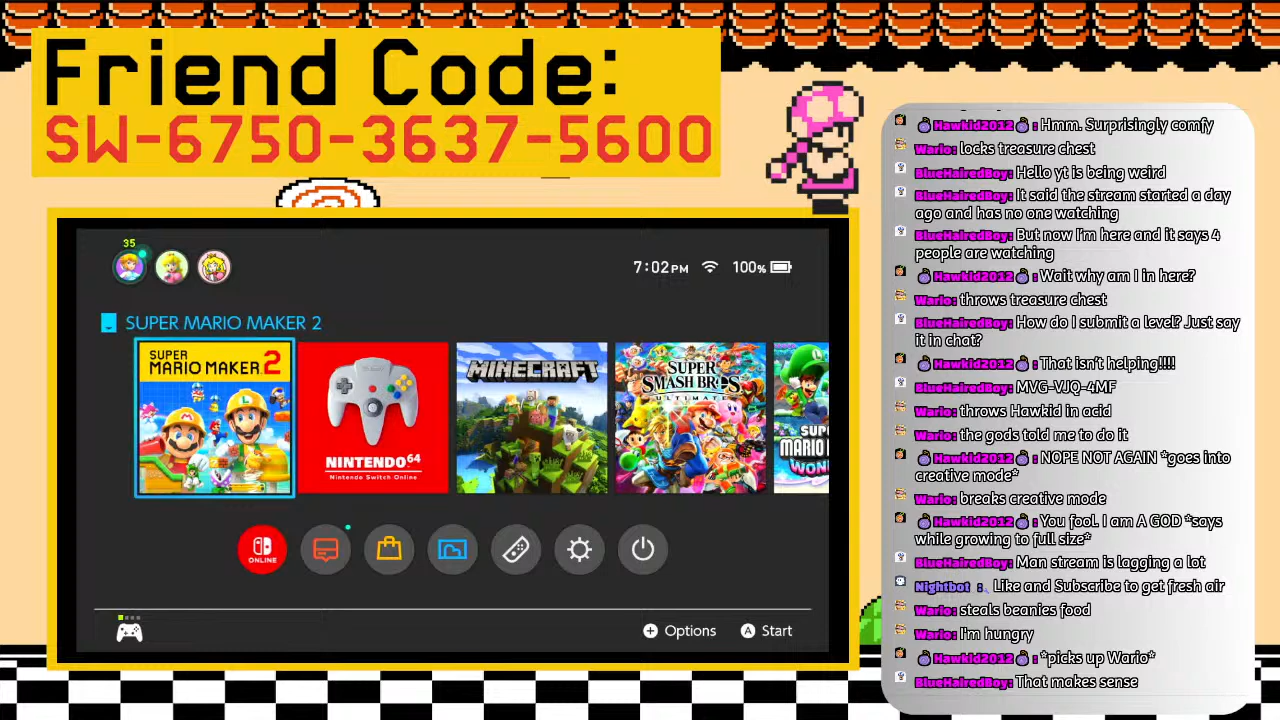 Friend Code:
SW-6750-3637-5600
35
7:02PM 100%
SUPER MARIO MAKER 2
SUPER
MARIO MAKER 2
NINTENDO 64
Nintendo Switch Online
MINECRAFT
SUPER
SMASH BROS.
ULTIMATE
SUPER
MARIO
WON
ONLINE
Options
Start
Hawkid2012 : Hmm. Surprisingly comfy
Wario: locks treasure chest
BlueHairedBoy: Hello yt is being weird
BlueHairedBoy: It said the stream started a day
ago and has no one watching
BlueHairedBoy: But now I'm here and it says 4
people are watching
Hawkid2012 : Wait why am I in here?
Wario: throws treasure chest
BlueHairedBoy: How do I submit a level? Just say
it in chat?
Hawkid2012 : That isn't helping!!!!
BlueHairedBoy: MVG-VJQ-4MF
Wario: throws Hawkid in acid
Wario: the gods told me to do it
Hawkid2012 : NOPE NOT AGAIN *goes into
creative mode*
Wario: breaks creative mode
Hawkid2012 : You fool. I am A GOD *says
while growing to full size*
BlueHairedBoy: Man stream is lagging a lot
Nightbot : Like and Subscribe to get fresh air
Wario: steals beanies food
Wario: I'm hungry
Hawkid2012 : *picks up Wario*
BlueHairedBoy: That makes sense